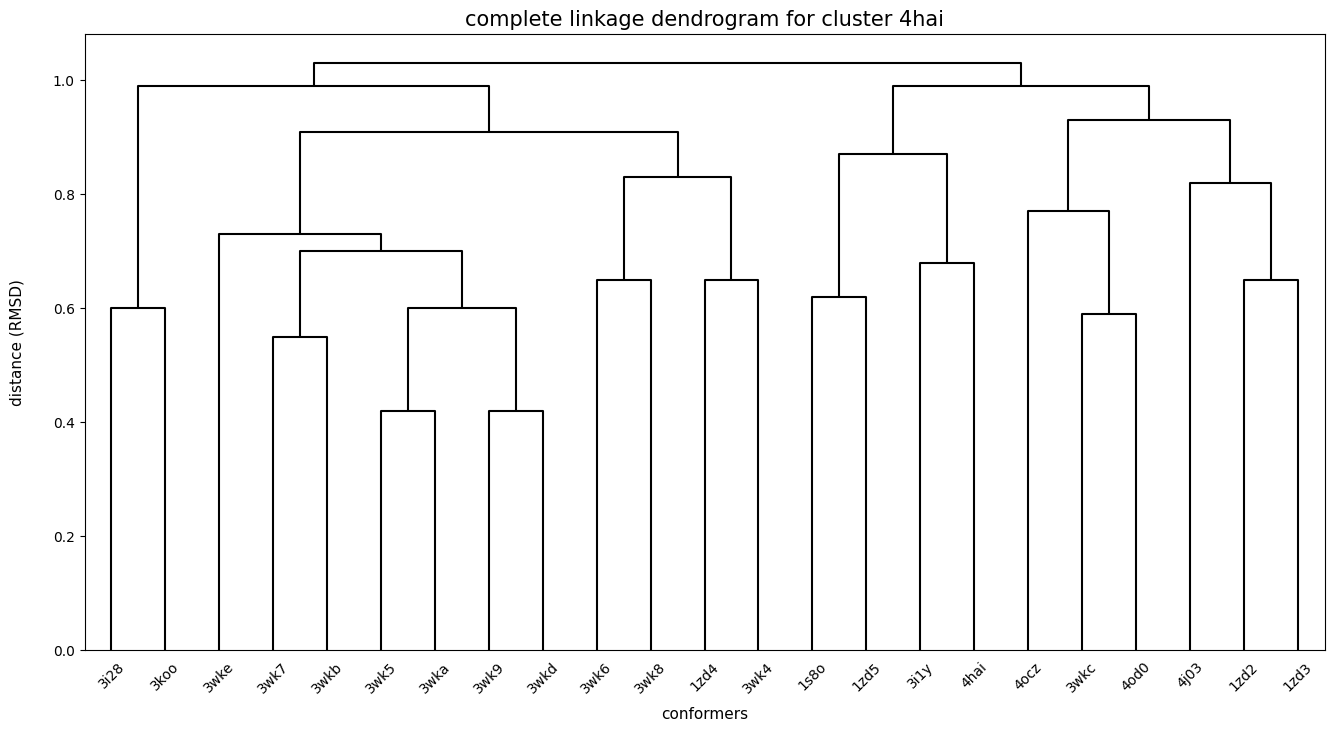 complete linkage dendrogram for cluster 4hai
distance (RMSD)
1.0
0.8
0.6
0.4
0.2
0.0
3i28 3koo 3wke 3wk7 3wkb 3wk5 3wka 3wk9 3wkd 3wk6 3wk8 1zd4 3wk4 1s8o 1zd5 3i1y 4hai 4ocz 3wkc 4od0 4j03 1zd2 1zd3
conformers